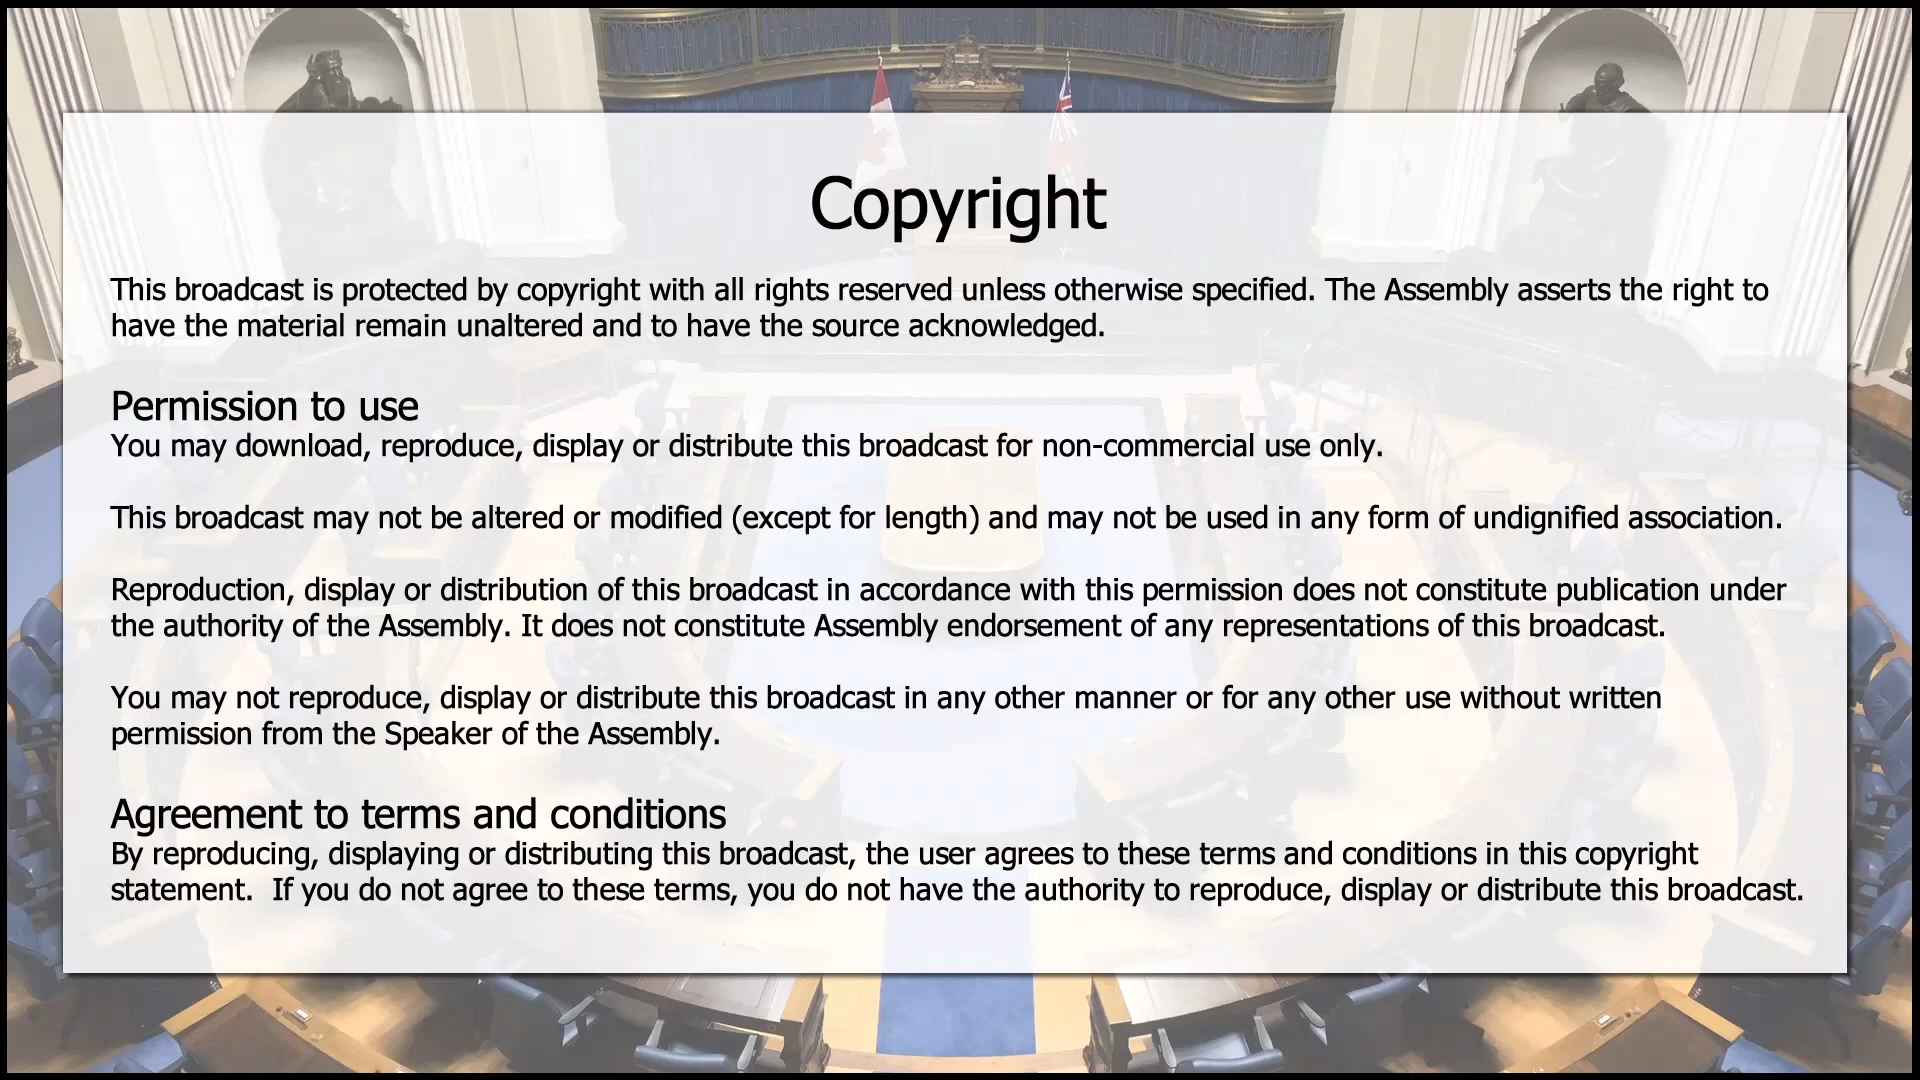 Copyright
This broadcast is protected by copyright with all rights reserved unless otherwise specified. The Assembly asserts the right to
have the material remain unaltered and to have the source acknowledged.
Permission to use
You may download, reproduce, display or distribute this broadcast for non-commercial use only.
This broadcast may not be altered or modified (except for length) and may not be used in any form of undignified association.
Reproduction, display or distribution of this broadcast in accordance with this permission does not constitute publication under
the authority of the Assembly. It does not constitute Assembly endorsement of any representations of this broadcast.
You may not reproduce, display or distribute this broadcast in any other manner or for any other use without written
permission from the Speaker of the Assembly.
Agreement to terms and conditions
By reproducing, displaying or distributing this broadcast, the user agrees to these terms and conditions in this copyright
statement.  If you do not agree to these terms, you do not have the authority to reproduce, display or distribute this broadcast.